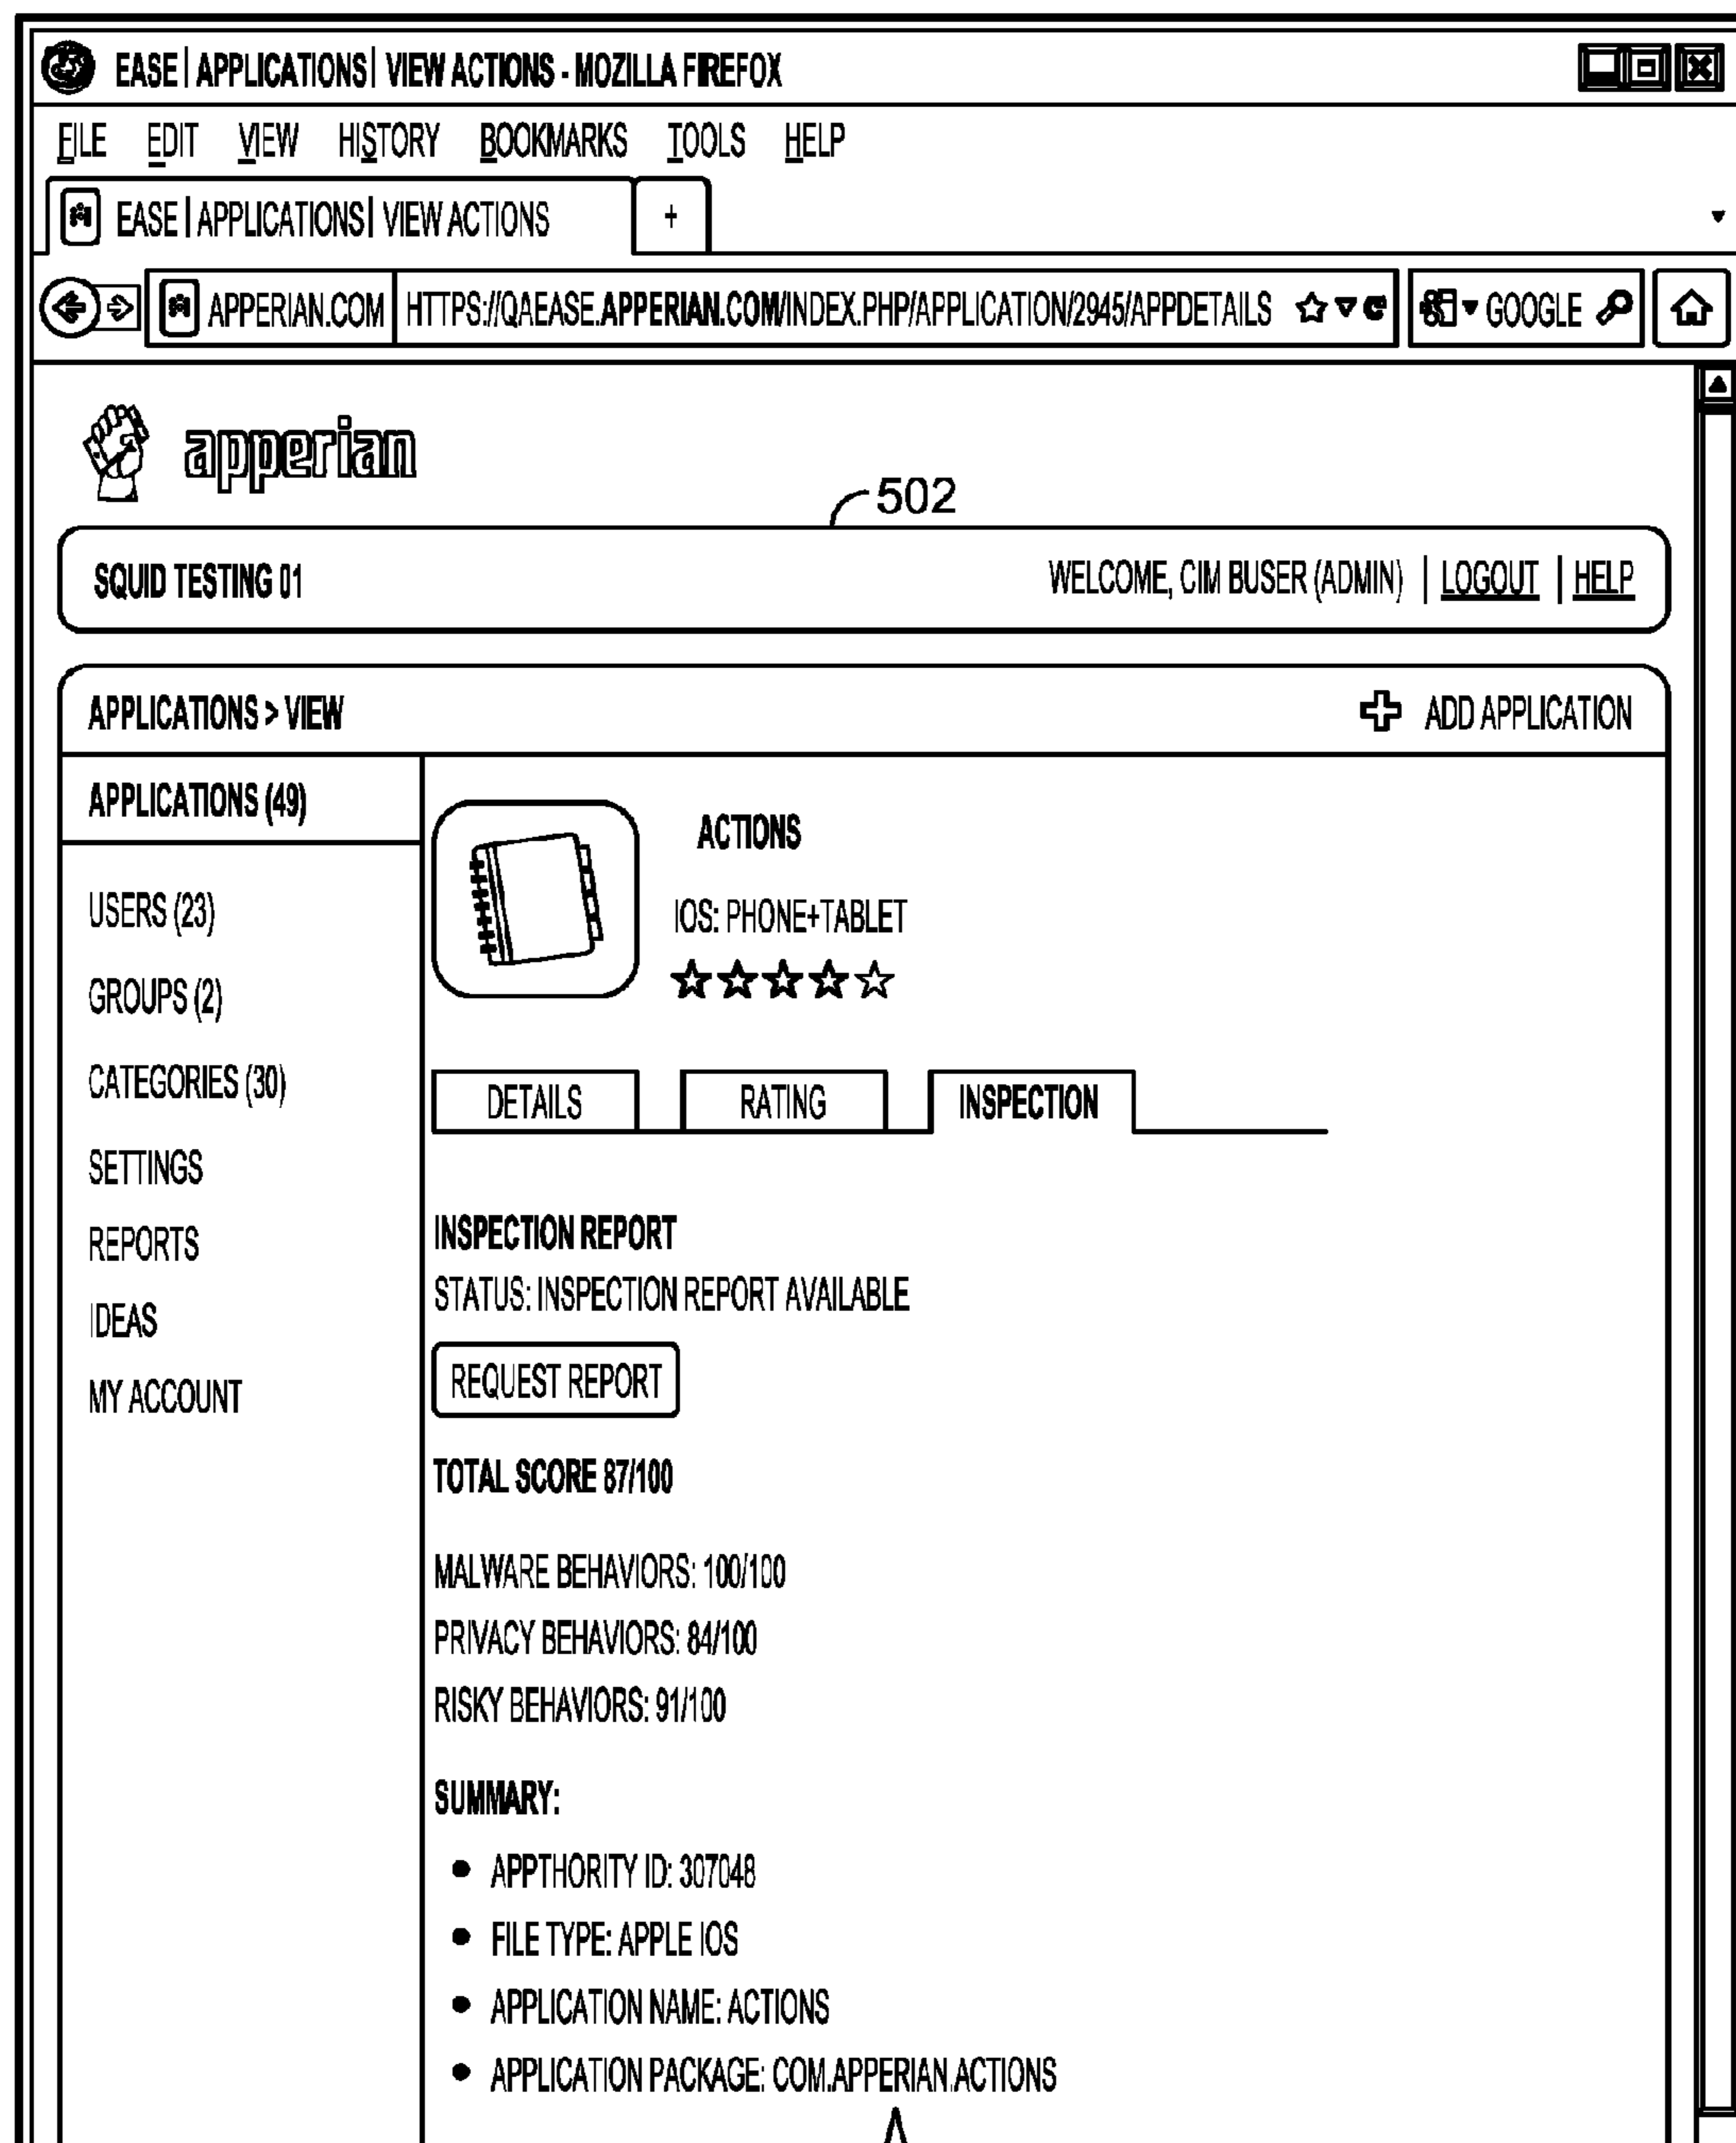 EASE | APPLICATIONS | VIEW ACTIONS - MOZILLA FIREFOX
FILE EDIT VIEW HISTORY BOOKMARKS TOOLS HELP
EASE | APPLICATIONS | VIEW ACTIONS +
APPERIAN.COM HTTPS://QAEASE.APPERIAN.COM/INDEX.PHP/APPLICATION/2945/APPDETAILS GOOGLE
apperian
502
SQUID TESTING 01 WELCOME, CIM BUSER (ADMIN) | LOGOUT | HELP
APPLICATIONS > VIEW ADD APPLICATION
APPLICATIONS (49)
USERS (23)
GROUPS (2)
CATEGORIES (30)
SETTINGS
REPORTS
IDEAS
MY ACCOUNT
ACTIONS
IOS: PHONE+TABLET
DETAILS RATING INSPECTION
INSPECTION REPORT
STATUS: INSPECTION REPORT AVAILABLE
REQUEST REPORT
TOTAL SCORE 87/100
MALWARE BEHAVIORS: 100/100
PRIVACY BEHAVIORS: 84/100
RISKY BEHAVIORS: 91/100
SUMMARY:
• APPTHORITY ID: 307048
• FILE TYPE: APPLE IOS
• APPLICATION NAME: ACTIONS
• APPLICATION PACKAGE: COM.APPERIAN.ACTIONS